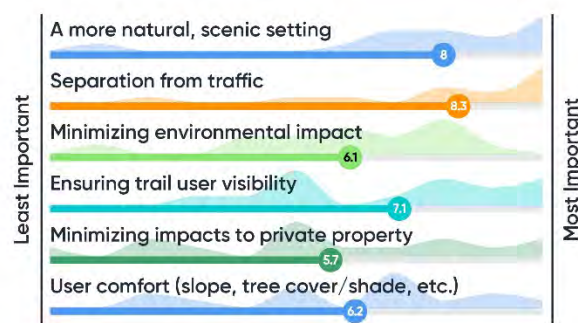 A more natural, scenic setting
8
Separation from traffic
8.3
Minimizing environmental impact
6.1
Ensuring trail user visibility
7.1
Minimizing impacts to private property
5.7
User comfort (slope, tree cover/shade, etc.)
6.2
Least Important
Most Important